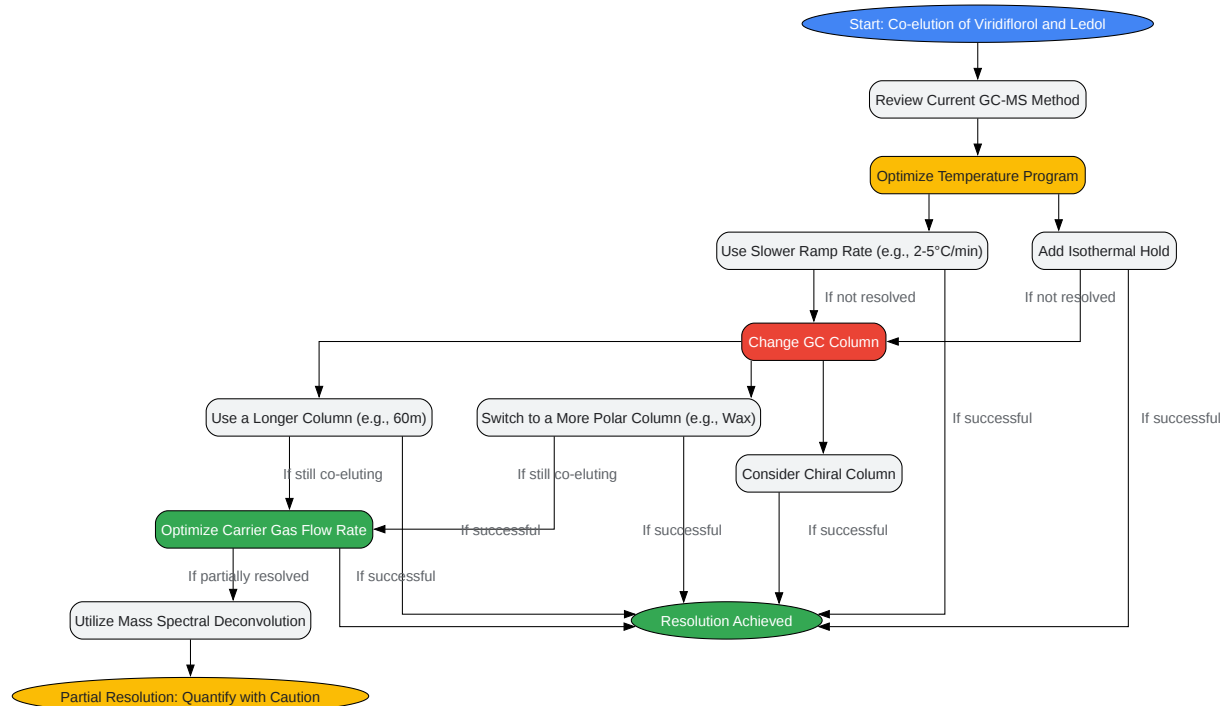 Start: Co-elution of Viridiflorol and Ledol
Review Current GC-MS Method
Optimize Temperature Program
Use Slower Ramp Rate (e.g., 2-5°C/min)
Add Isothermal Hold
If not resolved
If not resolved
Change GC Column
Use a Longer Column (e.g., 60m)
Switch to a More Polar Column (e.g., Wax)
If successful
If successful
If still co-eluting
If still co-eluting
Consider Chiral Column
Optimize Carrier Gas Flow Rate
If successful
If successful
If successful
If partially resolved
If successful
Utilize Mass Spectral Deconvolution
Resolution Achieved
Partial Resolution: Quantify with Caution